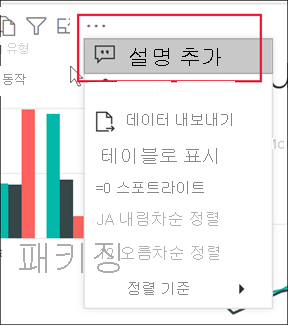 유형
동작
설명 추가
데이터 내보내기
테이블로 표시
=0 스포트라이트
JA 내림차순 정렬
오름차순 정렬
패키징
정렬 기준